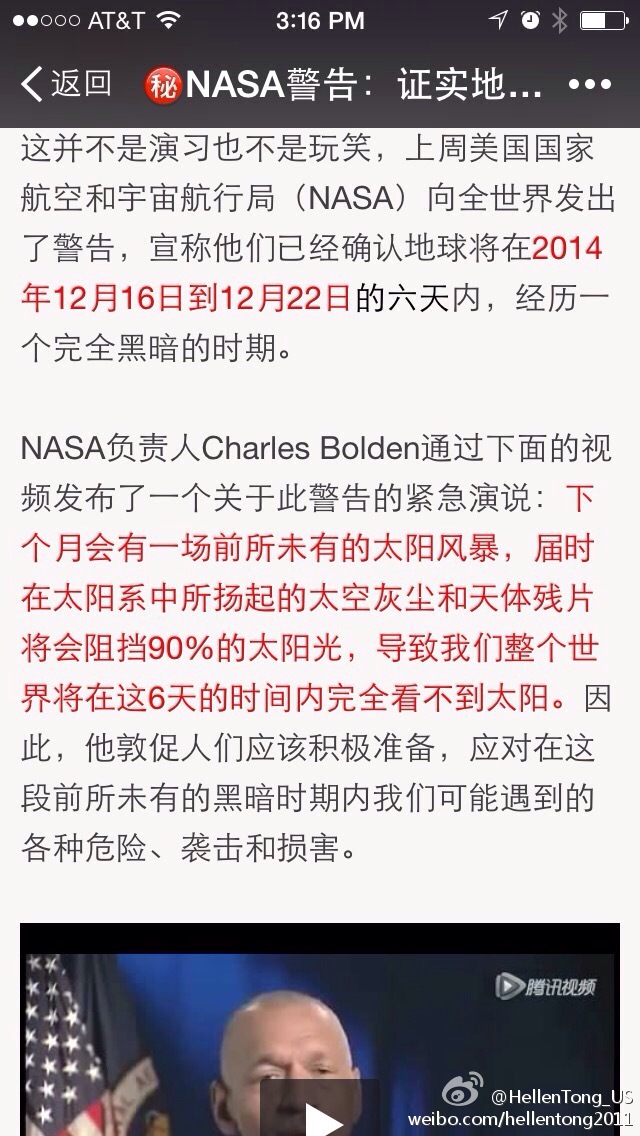 AT&T 3:16 PM
返回 ㊙NASA警告：证实地...
这并不是演习也不是玩笑，上周美国国家
航空和宇宙航行局（NASA）向全世界发出
了警告，宣称他们已经确认地球将在2014
年12月16日到12月22日的六天内，经历一
个完全黑暗的时期。
NASA负责人Charles Bolden通过下面的视
频发布了一个关于此警告的紧急演说：下
个月会有一场前所未有的太阳风暴，届时
在太阳系中所扬起的太空灰尘和天体残片
将会阻挡90%的太阳光，导致我们整个世
界将在这6天的时间内完全看不到太阳。因
此，他敦促人们应该积极准备，应对在这
段前所未有的黑暗时期内我们可能遇到的
各种危险、袭击和损害。
腾讯视频
@HellenTong_US
weibo.com/hellentong2011